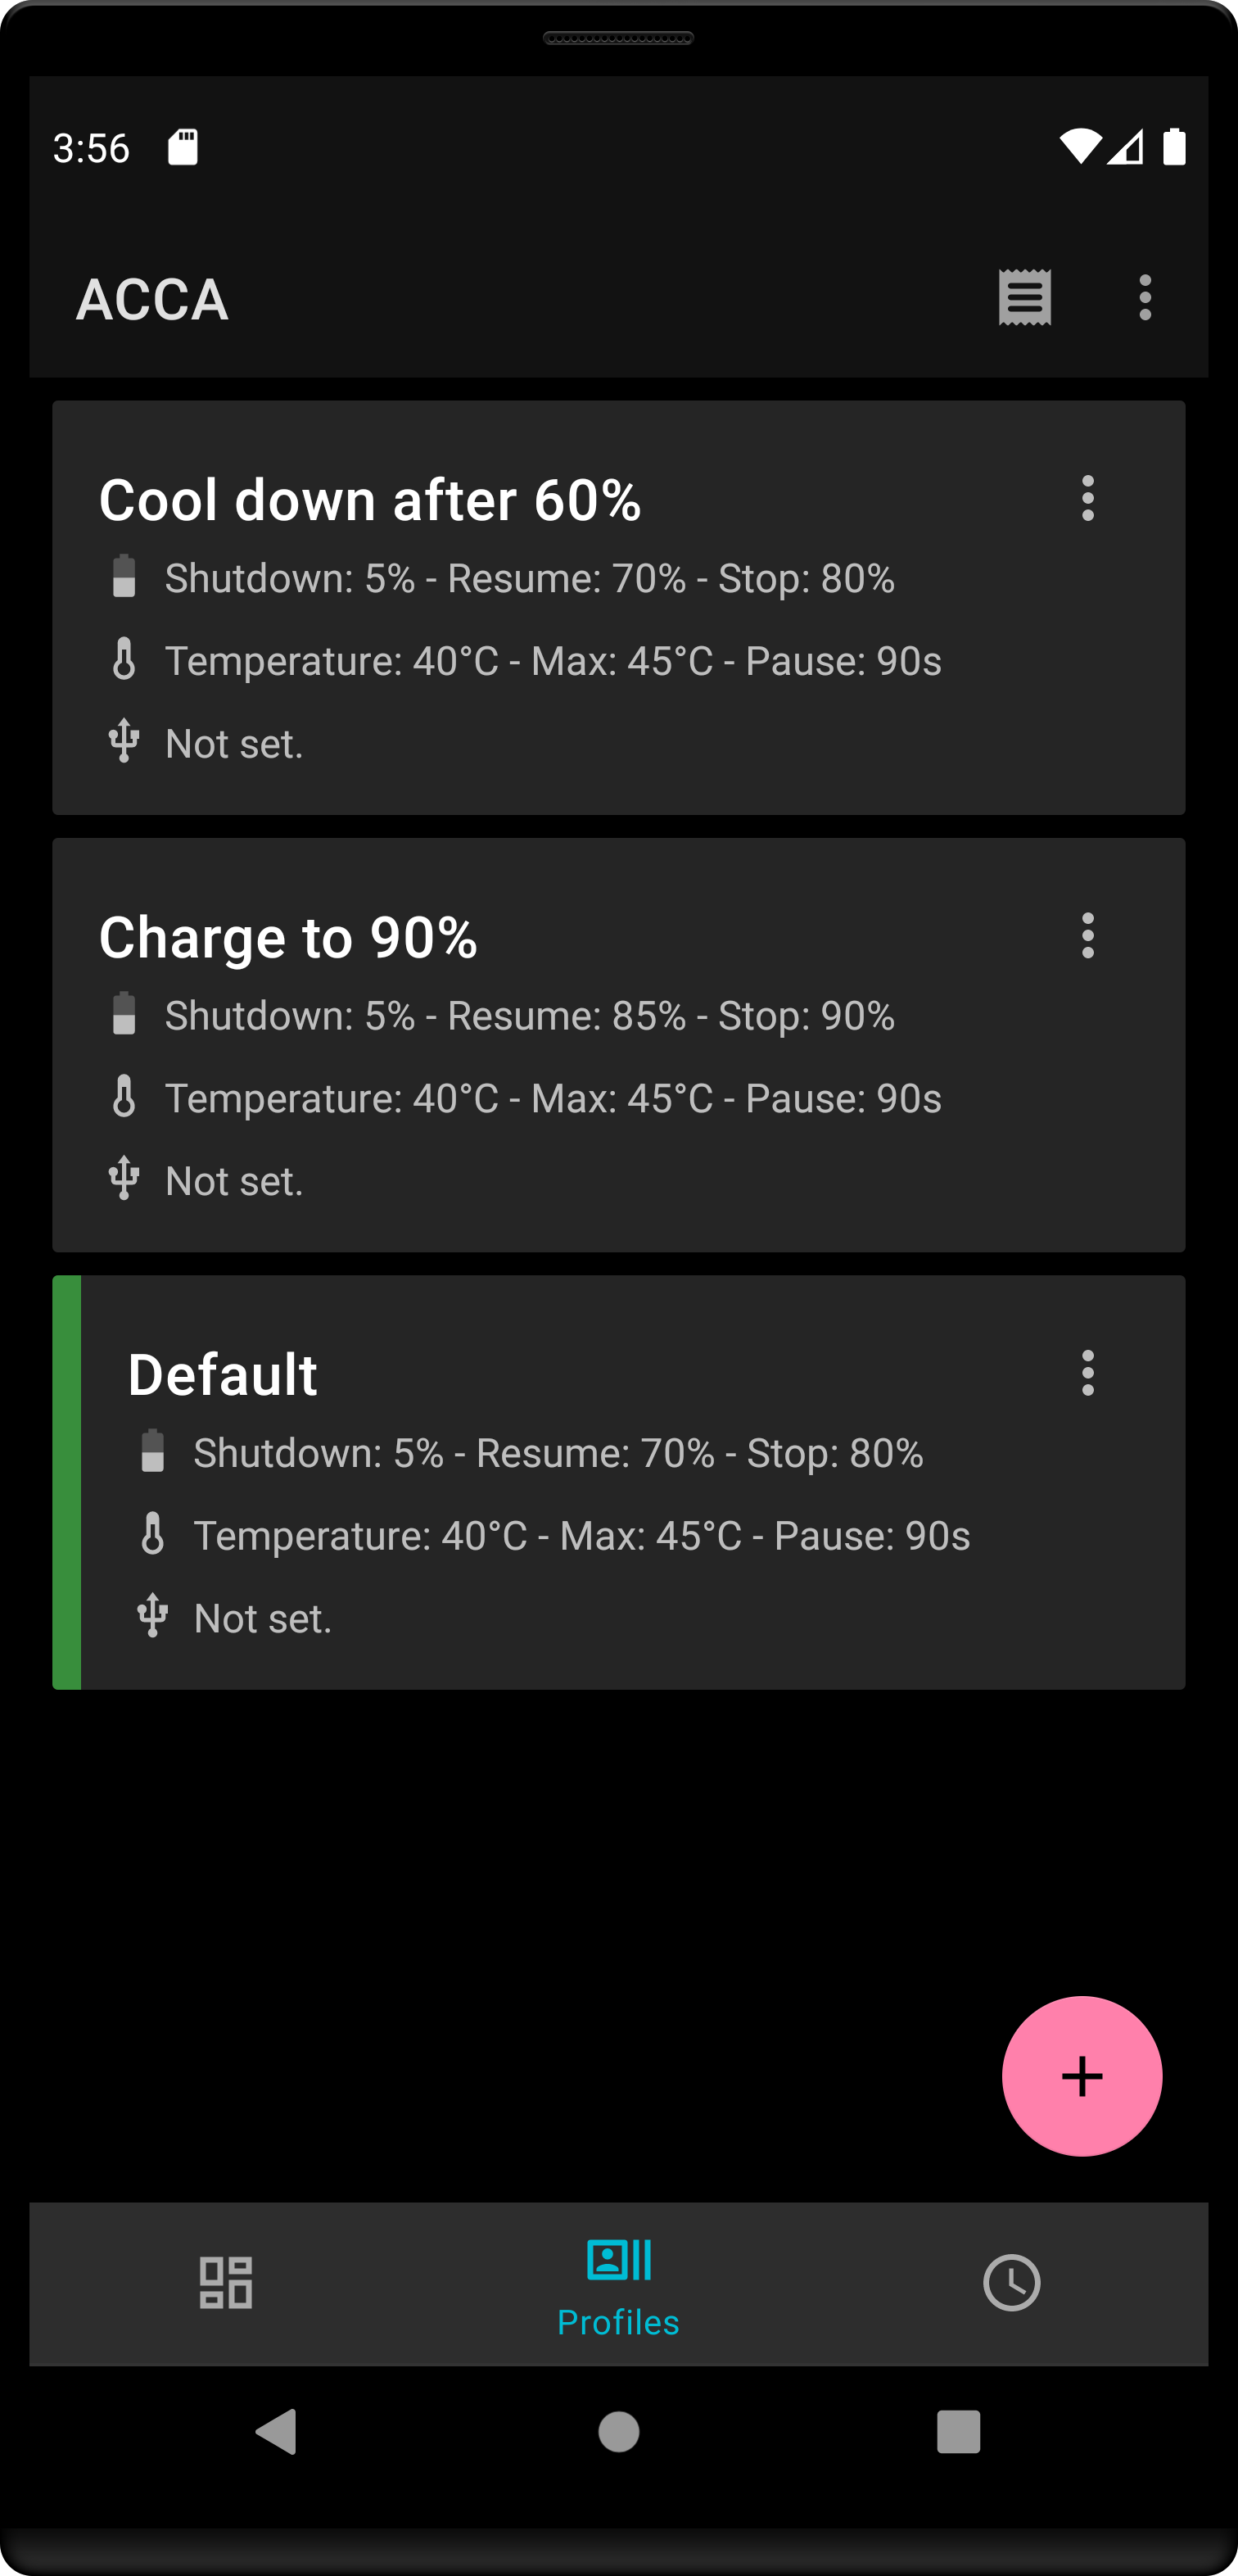 3:56
ACCA
Cool down after 60%
Shutdown: 5% - Resume: 70% - Stop: 80%
Temperature: 40°C - Max: 45°C - Pause: 90s
Not set.
Charge to 90%
Shutdown: 5% - Resume: 85% - Stop: 90%
Temperature: 40°C - Max: 45°C - Pause: 90s
Not set.
Default
Shutdown: 5% - Resume: 70% - Stop: 80%
Temperature: 40°C - Max: 45°C - Pause: 90s
Not set.
Profiles